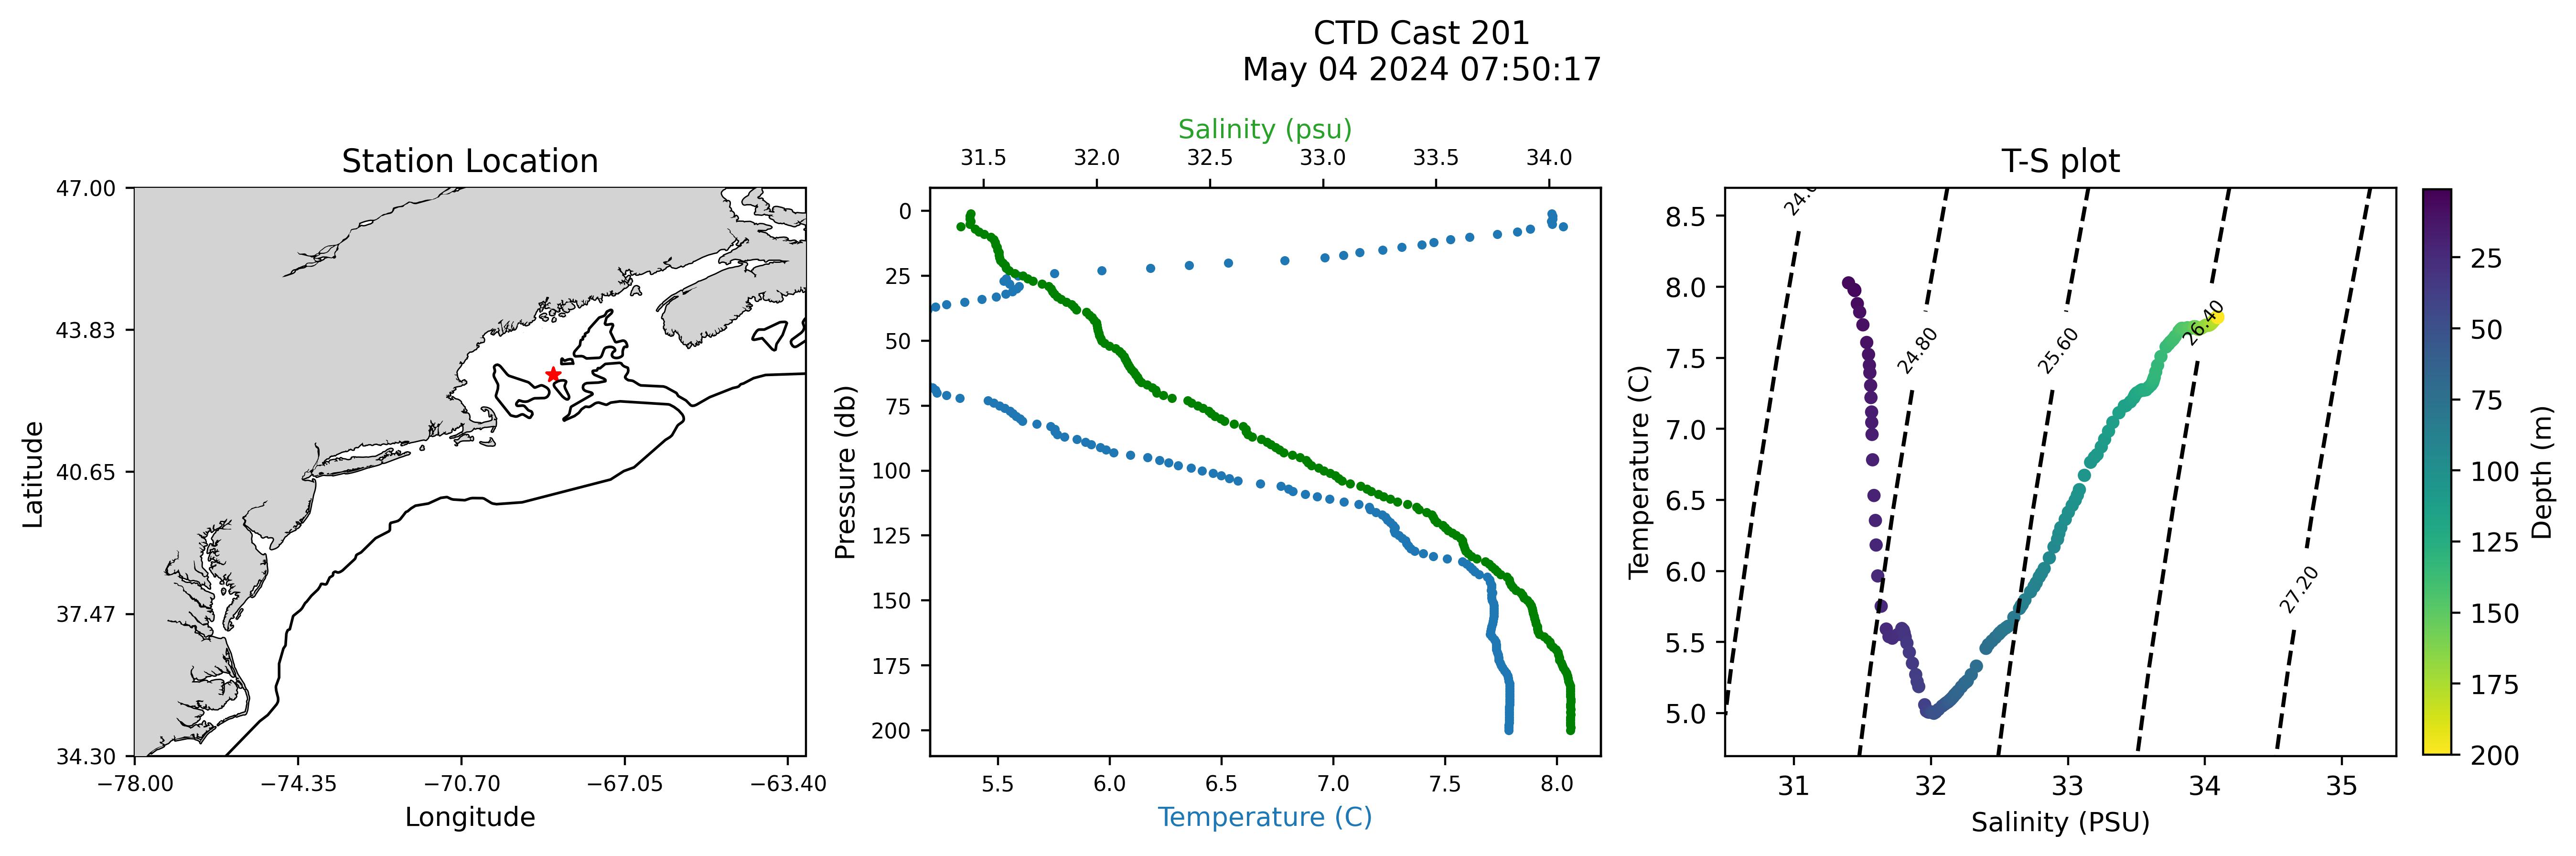 CTD Cast 201
May 04 2024 07:50:17
Station Location
47.00
43.83
40.65
37.47
34.30
Latitude
−78.00 −74.35 −70.70 −67.05 −63.40
Longitude
Salinity (psu)
31.5 32.0 32.5 33.0 33.5 34.0
0
25
50
75
100
125
150
175
200
Pressure (db)
5.5 6.0 6.5 7.0 7.5 8.0
Temperature (C)
T-S plot
8.5
8.0
7.5
7.0
6.5
6.0
5.5
5.0
Temperature (C)
24.80
25.60
26.40
27.20
31 32 33 34 35
Salinity (PSU)
25
50
75
100
125
150
175
200
Depth (m)